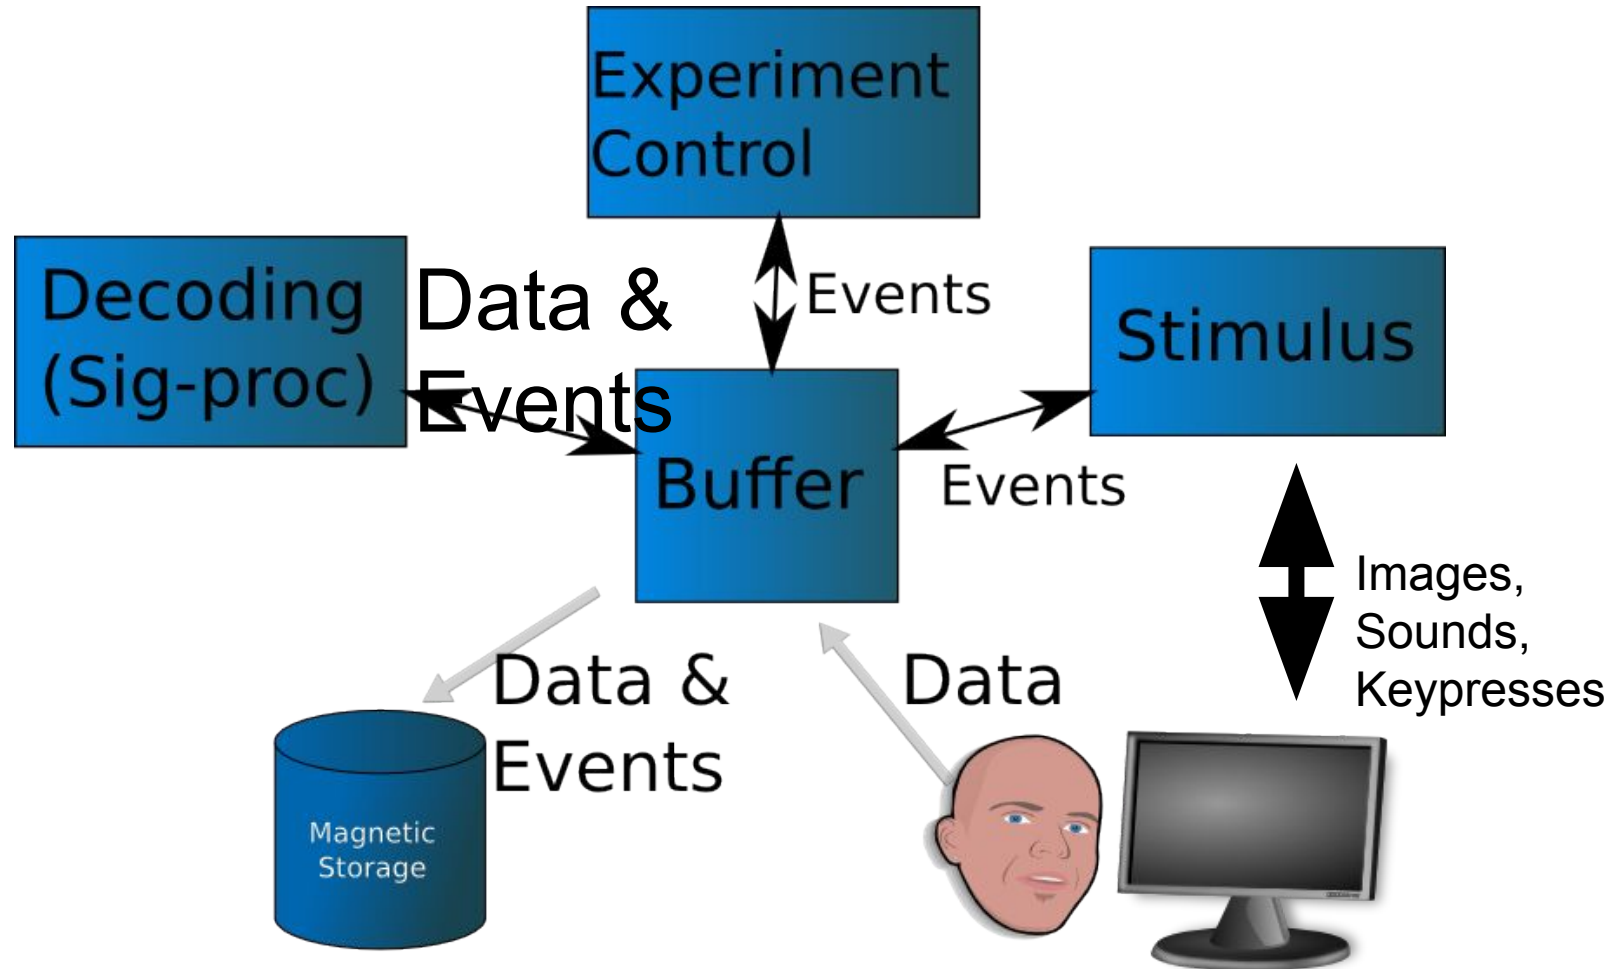 Experiment
Control
Decoding
(Sig-proc)
Data &
Events
Events
Stimulus
Buffer
Events
Images,
Sounds,
Keypresses
Data &
Events
Data
Magnetic
Storage